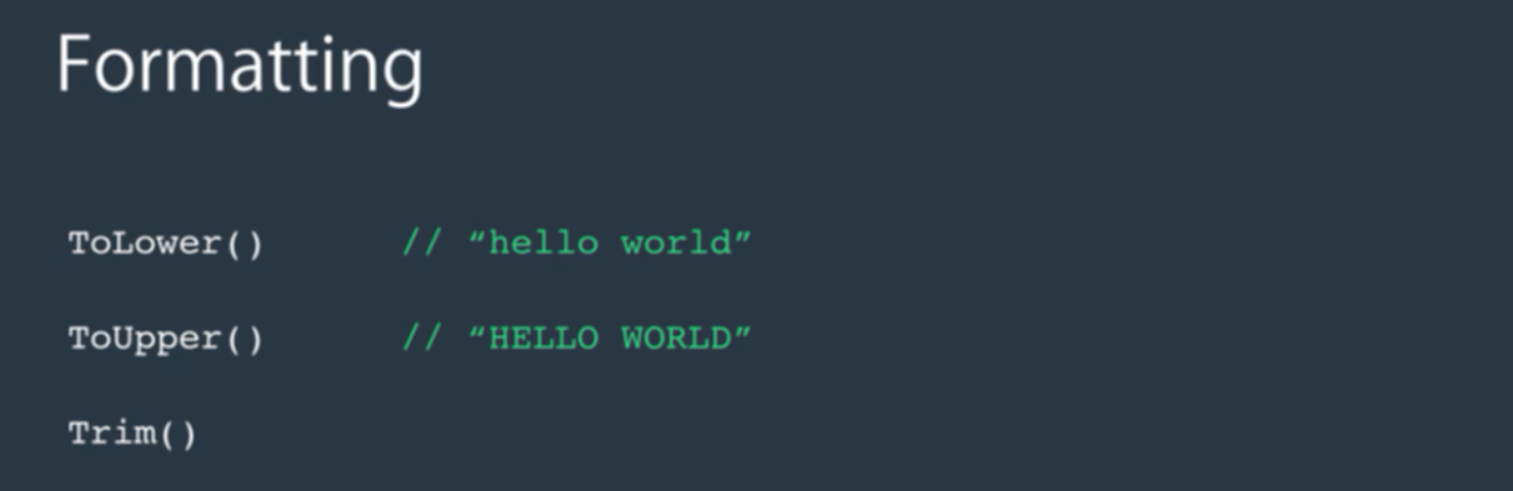 Formatting
ToLower() // “hello world”
ToUpper() // “HELLO WORLD”
Trim()